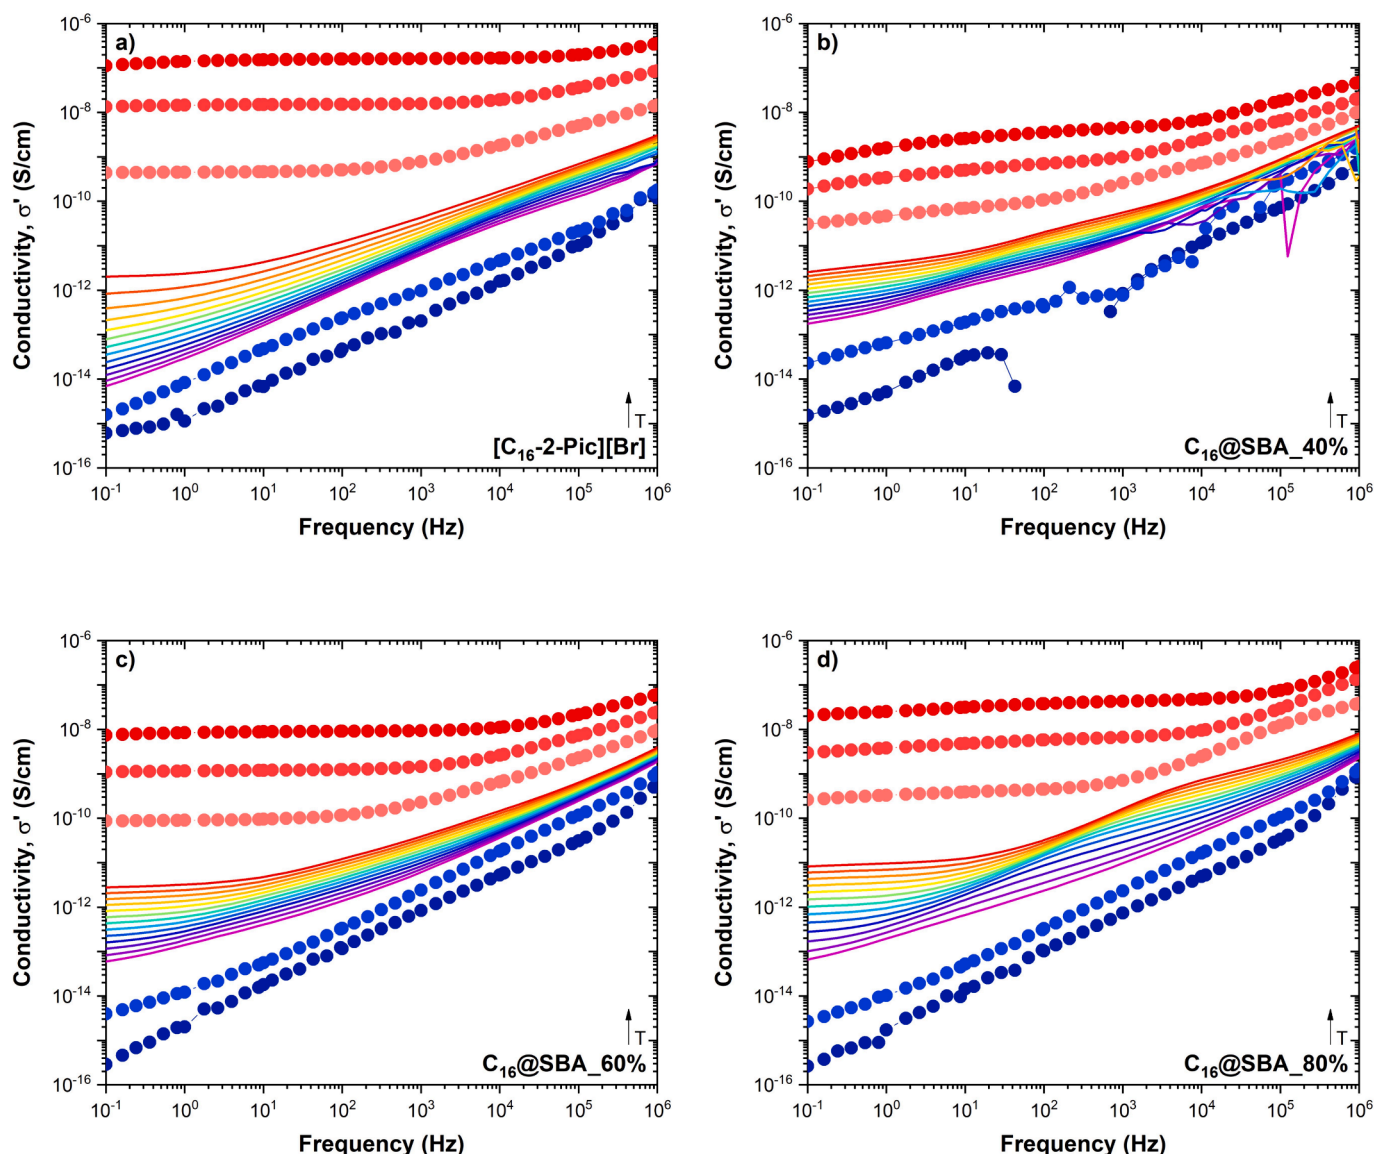 a)
Conductivity, σ' (S/cm)
10⁻⁶
10⁻⁸
10⁻¹⁰
10⁻¹²
10⁻¹⁴
10⁻¹⁶
T
[C₁₆-2-Pic][Br]
10⁻¹ 10⁰ 10¹ 10² 10³ 10⁴ 10⁵ 10⁶
Frequency (Hz)
b)
Conductivity, σ' (S/cm)
10⁻⁶
10⁻⁸
10⁻¹⁰
10⁻¹²
10⁻¹⁴
10⁻¹⁶
T
C₁₆@SBA_40%
10⁻¹ 10⁰ 10¹ 10² 10³ 10⁴ 10⁵ 10⁶
Frequency (Hz)
c)
Conductivity, σ' (S/cm)
10⁻⁶
10⁻⁸
10⁻¹⁰
10⁻¹²
10⁻¹⁴
10⁻¹⁶
T
C₁₆@SBA_60%
10⁻¹ 10⁰ 10¹ 10² 10³ 10⁴ 10⁵ 10⁶
Frequency (Hz)
d)
Conductivity, σ' (S/cm)
10⁻⁶
10⁻⁸
10⁻¹⁰
10⁻¹²
10⁻¹⁴
10⁻¹⁶
T
C₁₆@SBA_80%
10⁻¹ 10⁰ 10¹ 10² 10³ 10⁴ 10⁵ 10⁶
Frequency (Hz)